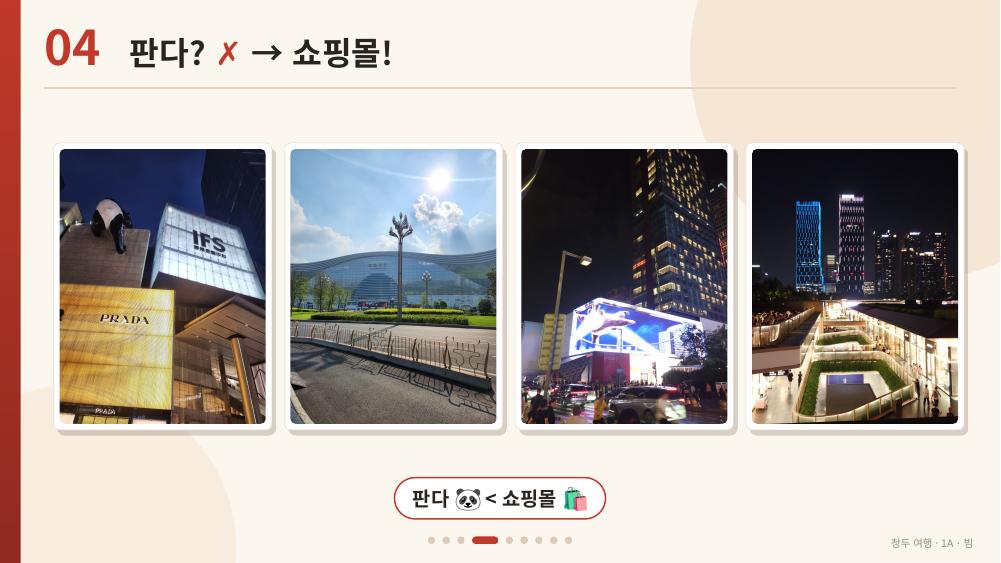 04 판다? ✗ → 쇼핑몰!
IFS
PRADA
PRADA
판다 🐼 < 쇼핑몰 🛍️
청두 여행 · 1A · 빔